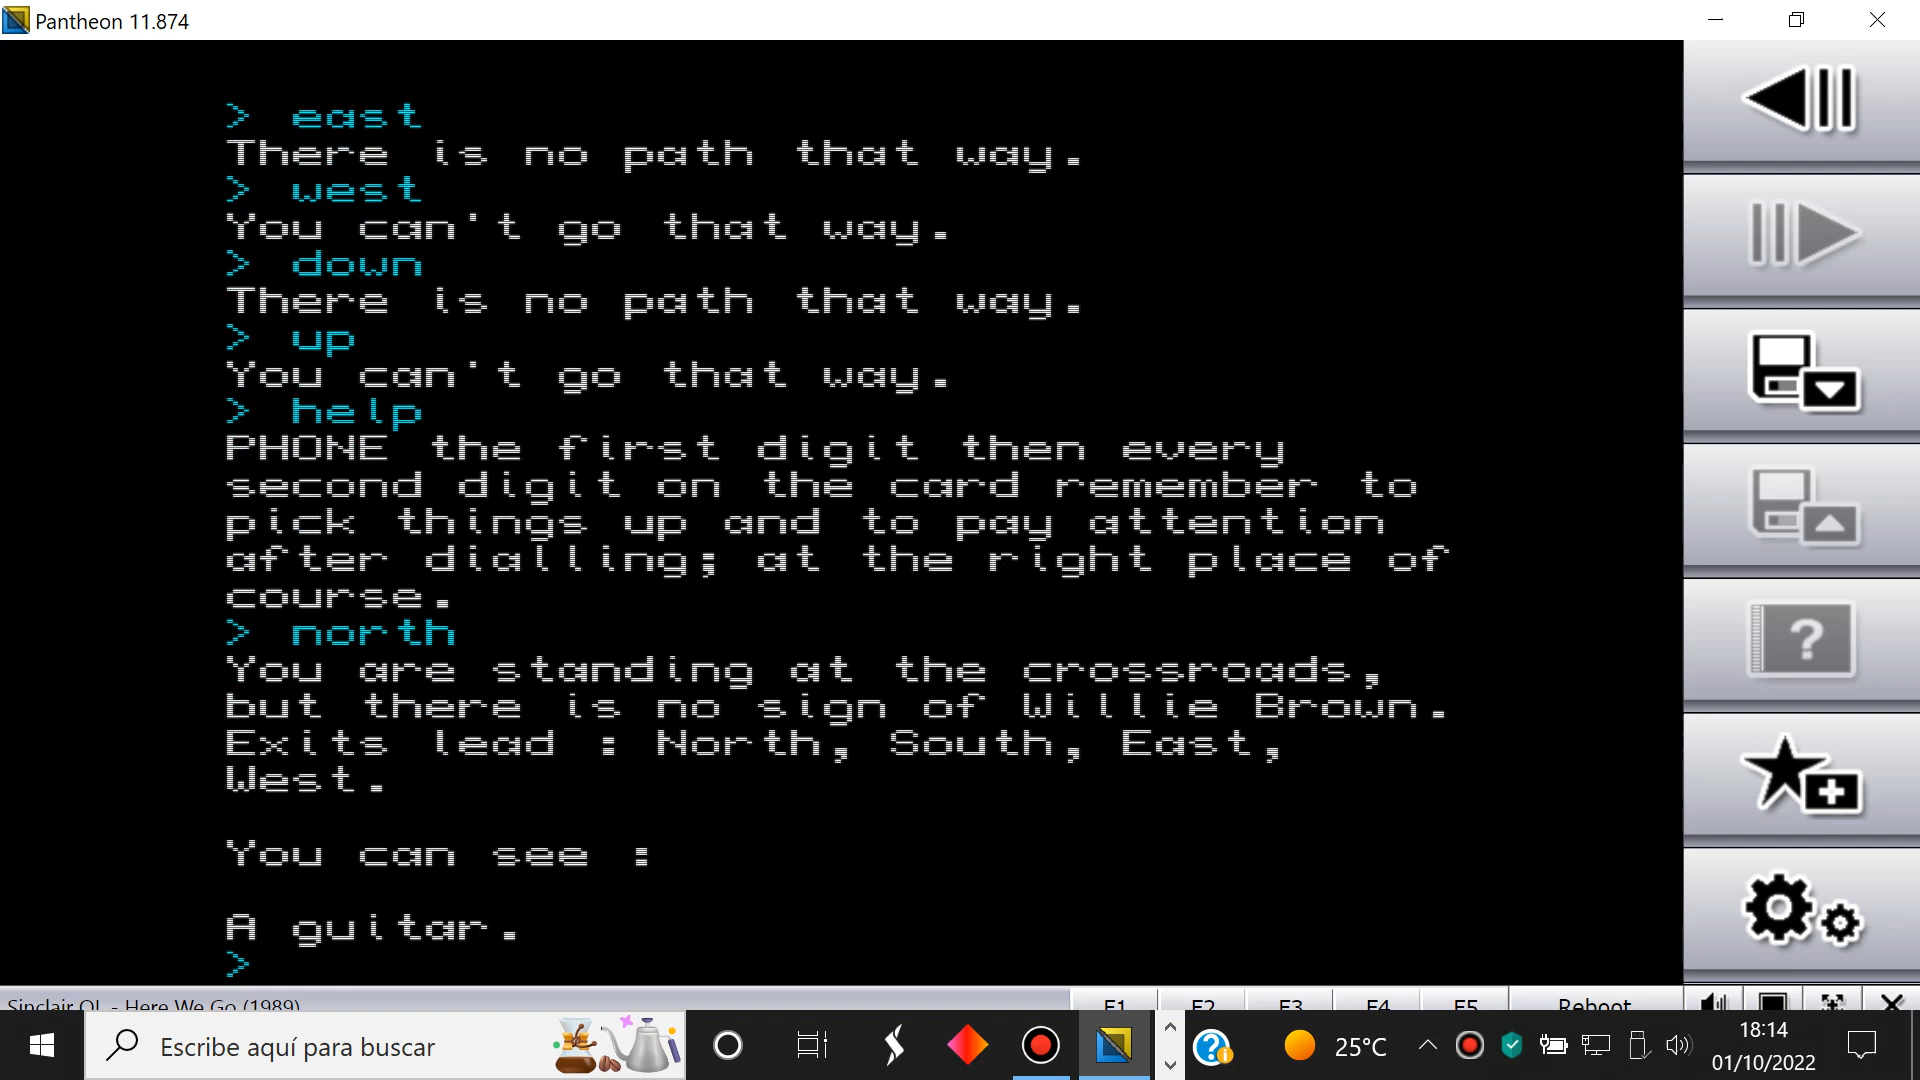 Pantheon 11.874
> east
There is no path that way.
> west
You can't go that way.
> down
There is no path that way.
> up
You can't go that way.
> help
PHONE the first digit then every
second digit on the card remember to
pick things up and to pay attention
after dialling; at the right place of
course.
> north
You are standing at the crossroads,
but there is no sign of Willie Brown.
Exits lead : North, South, East,
West.
You can see :
A guitar.
>
Sinclair QL - Here We Go (1989)
F1 F2 F3 F4 F5 Reboot
Escribe aquí para buscar
25°C
18:14
01/10/2022